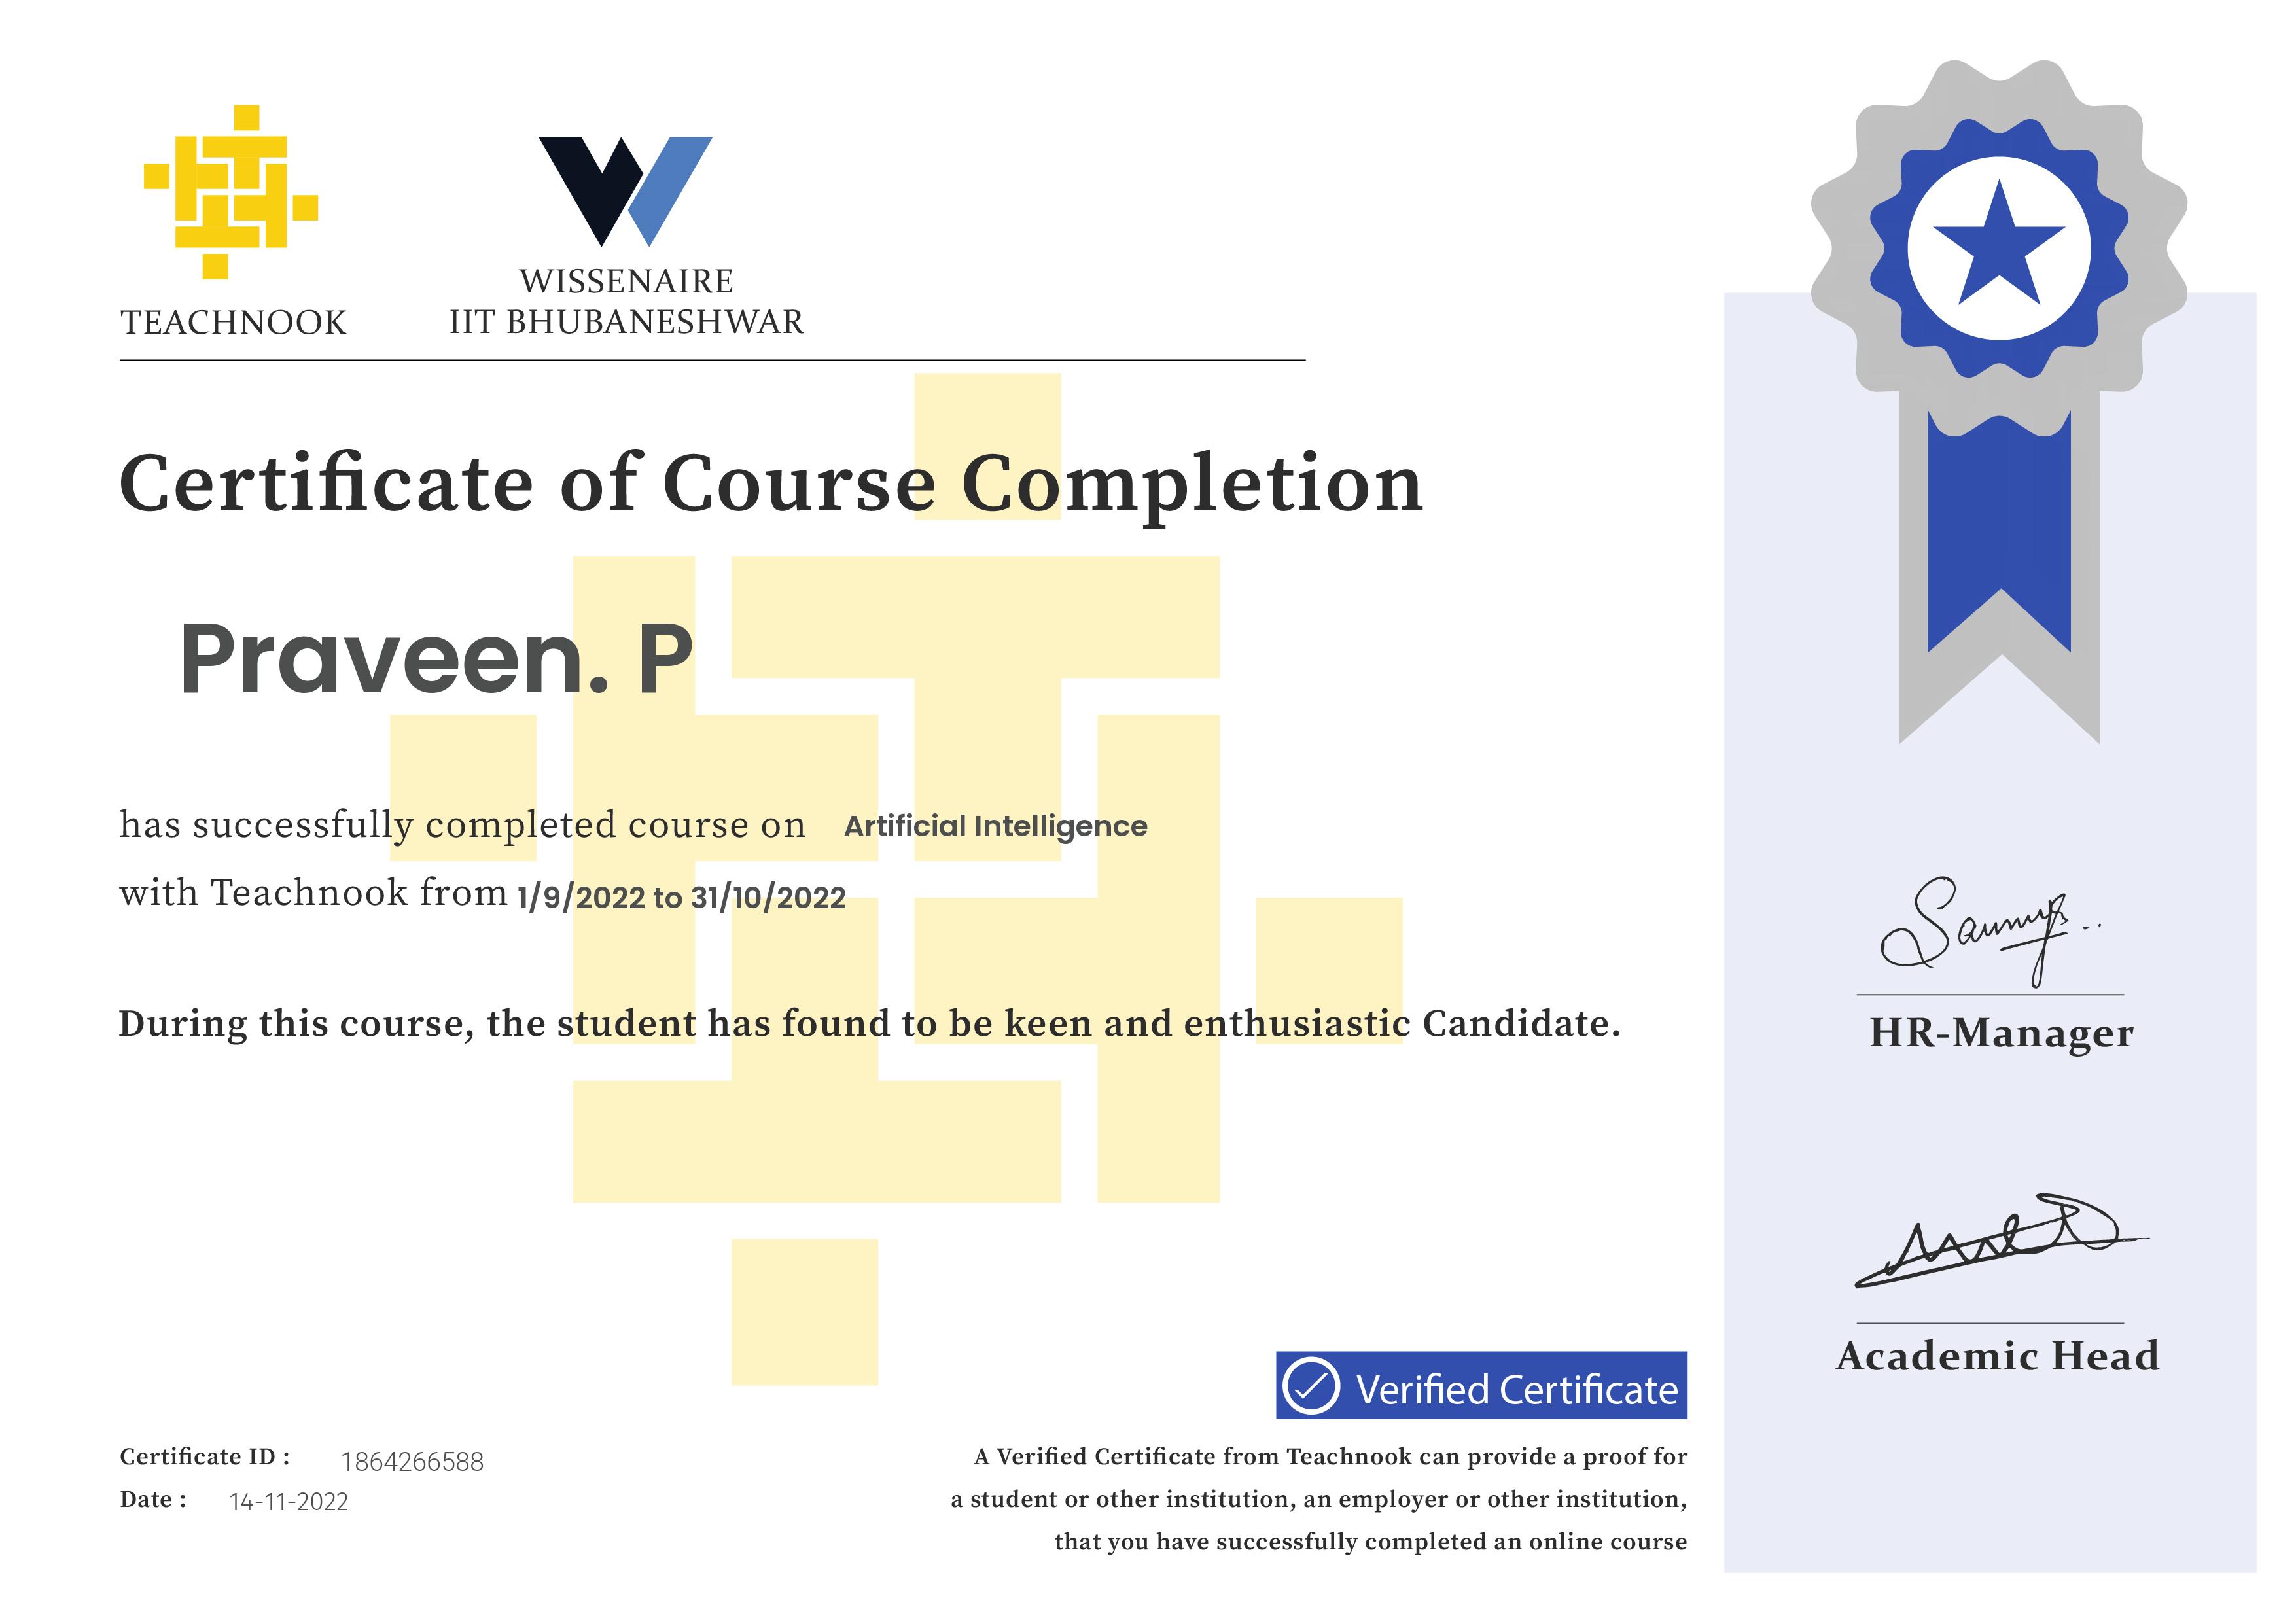 TEACHNOOK
WISSENAIRE
IIT BHUBANESHWAR
Certificate of Course Completion
Praveen. P
has successfully completed course on Artificial Intelligence
with Teachnook from 1/9/2022 to 31/10/2022
During this course, the student has found to be keen and enthusiastic Candidate.
HR-Manager
Academic Head
Verified Certificate
Certificate ID : 1864266588
Date : 14-11-2022
A Verified Certificate from Teachnook can provide a proof for
a student or other institution, an employer or other institution,
that you have successfully completed an online course